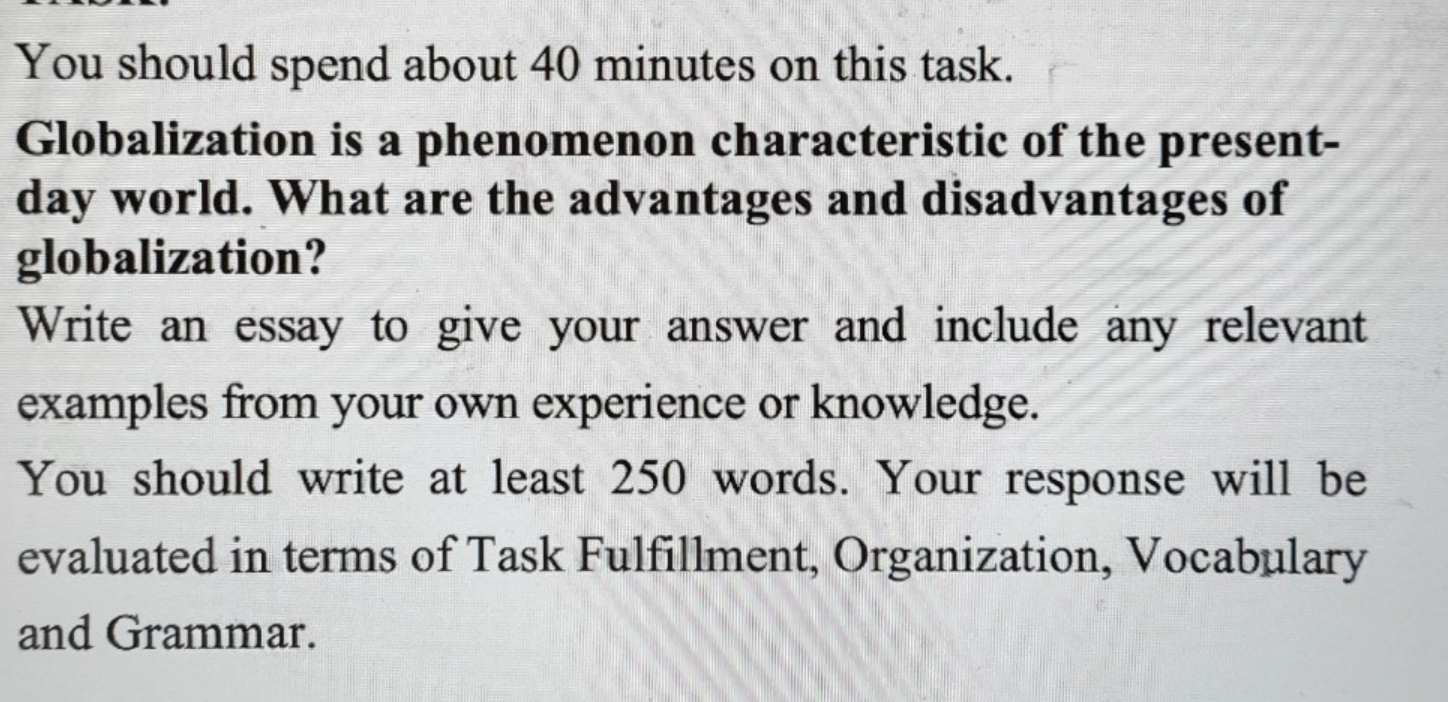 You should spend about 40 minutes on this task.
Globalization is a phenomenon characteristic of the present-
day world. What are the advantages and disadvantages of
globalization?
Write an essay to give your answer and include any relevant
examples from your own experience or knowledge.
You should write at least 250 words. Your response will be
evaluated in terms of Task Fulfillment, Organization, Vocabulary
and Grammar.